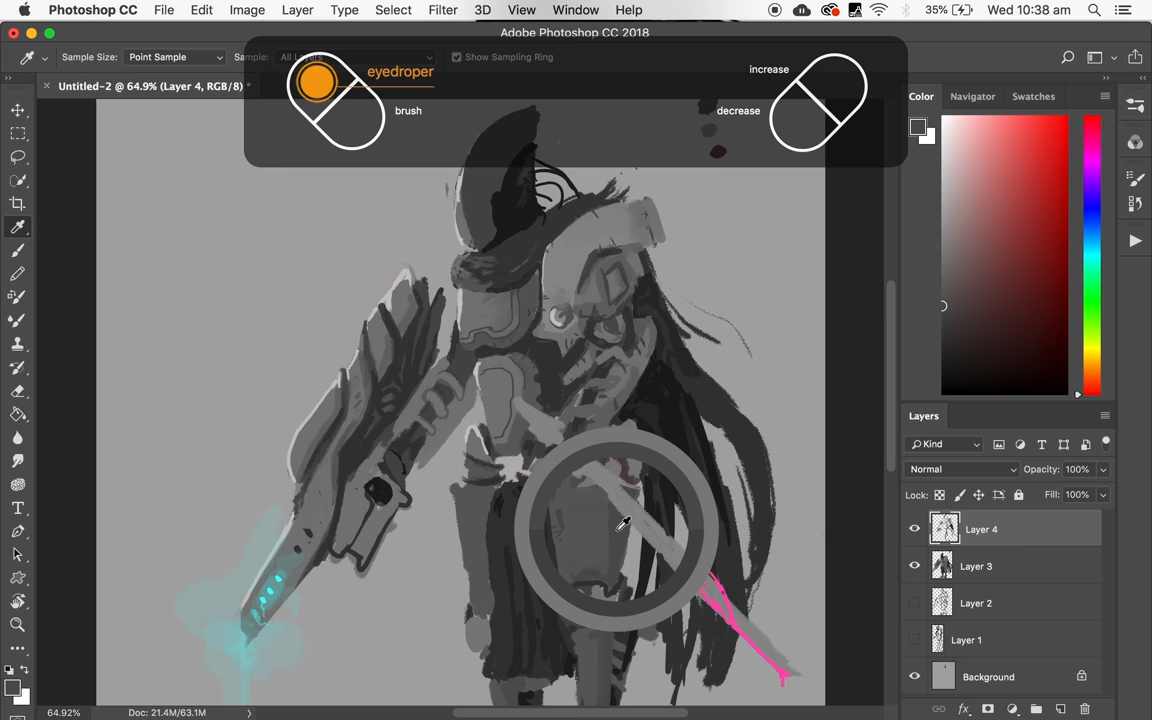 Photoshop CC File Edit Image Layer Type Select Filter 3D View Window Help 35% Wed 10:38 am
Adobe Photoshop CC 2018
Sample Size: Point Sample Sample: All Layers Show Sampling Ring
eyedroper
increase
brush
decrease
Untitled-2 @ 64.9% (Layer 4, RGB/8) *
Color Navigator Swatches
Layers
Kind
Normal Opacity: 100%
Lock: Fill: 100%
Layer 4
Layer 3
Layer 2
Layer 1
Background
64.92% Doc: 21.4M/63.1M